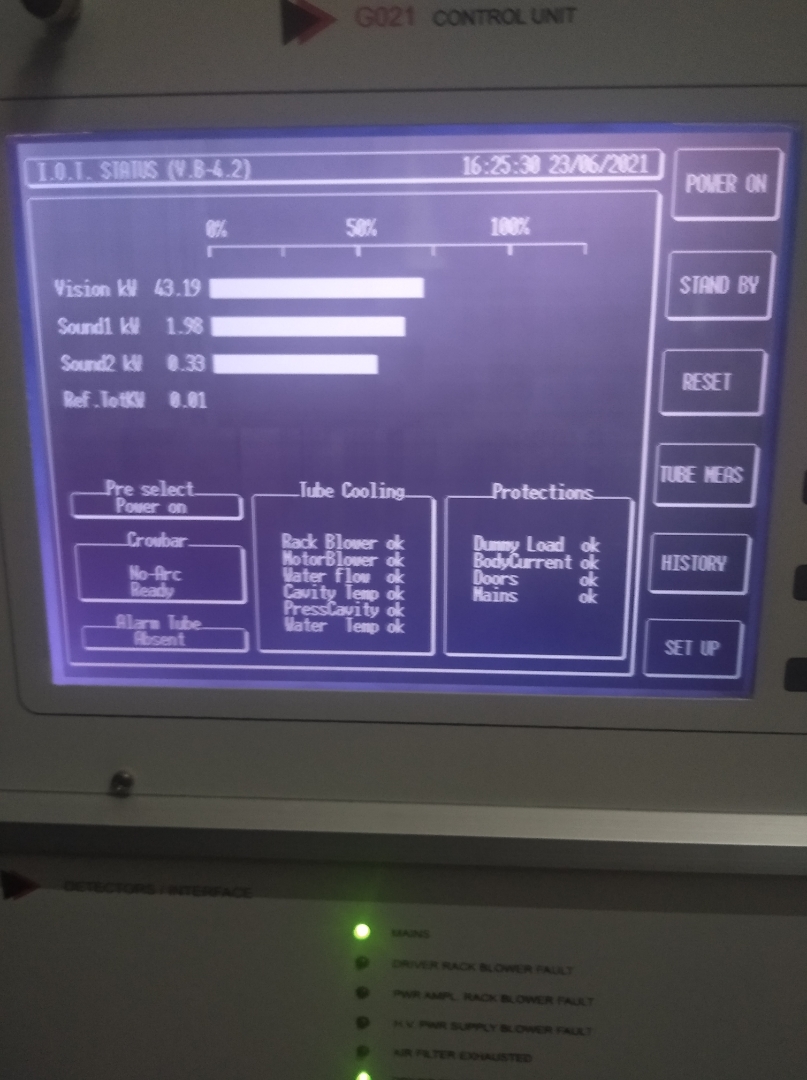 G021 CONTROL UNIT
I.O.T. STATUS (V.B-4.2) 16:25:30 23/06/2021
0% 50% 100%
Vision kW 43.19
Sound1 kW 1.98
Sound2 kW 0.33
Ref.TotKW 0.01
Pre select
Power on
Crowbar
No-Arc
Ready
Alarm Tube
Absent
Tube Cooling
Rack Blower ok
MotorBlower ok
Water flow ok
Cavity Temp ok
PressCavity ok
Water Temp ok
Protections
Dummy Load ok
BodyCurrent ok
Doors ok
Mains ok
POWER ON
STAND BY
RESET
TUBE MEAS
HISTORY
SET UP
DETECTORS / INTERFACE
MAINS
DRIVER RACK BLOWER FAULT
PWR AMPL. RACK BLOWER FAULT
H.V. PWR SUPPLY BLOWER FAULT
AIR FILTER EXHAUSTED